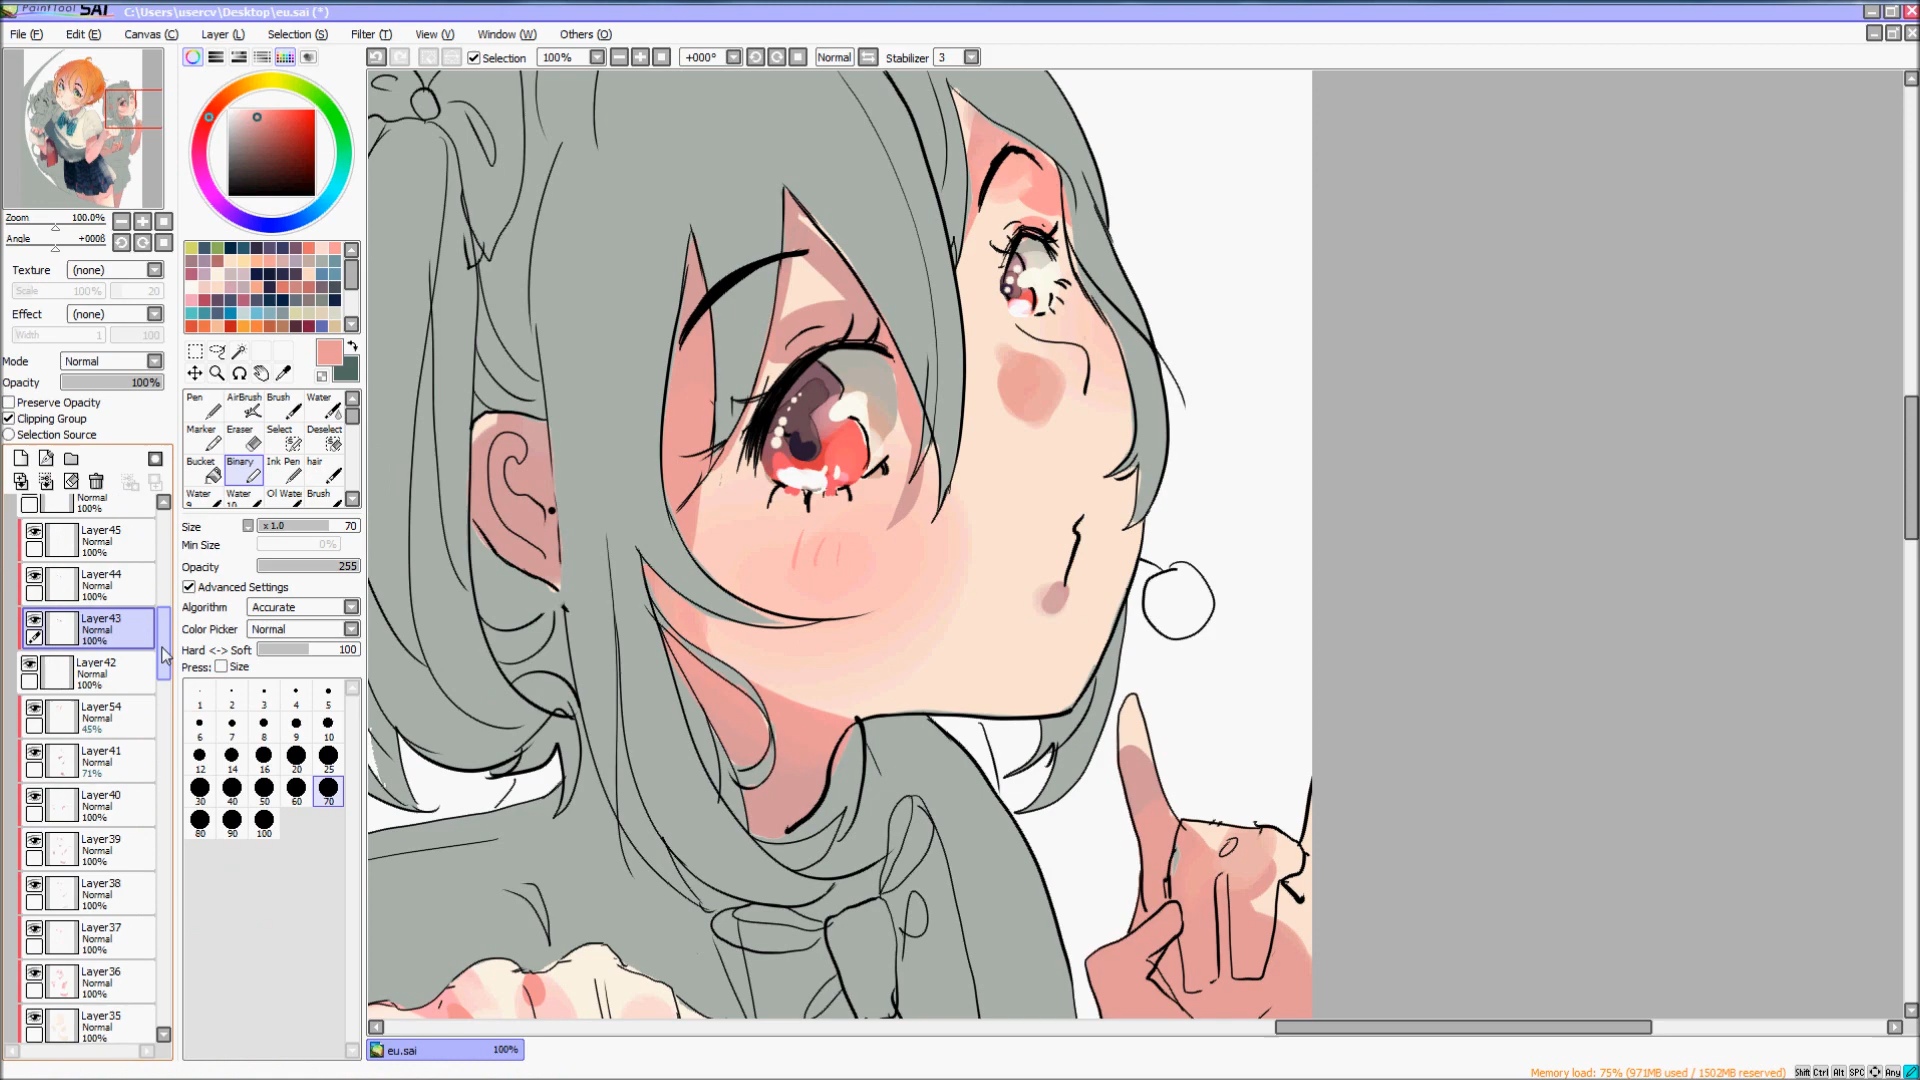 PaintTool SAI C:\Users\usercv\Desktop\eu.sai (*)
File (F) Edit (E) Canvas (C) Layer (L) Selection (S) Filter (T) View (V) Window (W) Others (O)
Selection 100% +000° Normal Stabilizer 3
Zoom 100.0%
Angle +000ß
Texture (none)
Scale 100% 20
Effect (none)
Width 1 100
Mode Normal
Opacity 100%
Preserve Opacity
Clipping Group
Selection Source
Normal
100%
Layer45
Normal
100%
Layer44
Normal
100%
Layer43
Normal
100%
Layer42
Normal
100%
Layer54
Normal
45%
Layer41
Normal
71%
Layer40
Normal
100%
Layer39
Normal
100%
Layer38
Normal
100%
Layer37
Normal
100%
Layer36
Normal
100%
Layer35
Normal
100%
Pen AirBrush Brush Water
Marker Eraser Select Deselect
Bucket Binary Ink Pen hair
Water Water Ol Wate Brush
9 10
Size x 1.0 70
Min Size 0%
Opacity 255
Advanced Settings
Algorithm Accurate
Color Picker Normal
Hard <-> Soft 100
Press: Size
1 2 3 4 5
6 7 8 9 10
12 14 16 20 25
30 40 50 60 70
80 90 100
eu.sai 100%
Memory load: 75% (971MB used / 1502MB reserved) Shift Ctrl Alt SPC Any